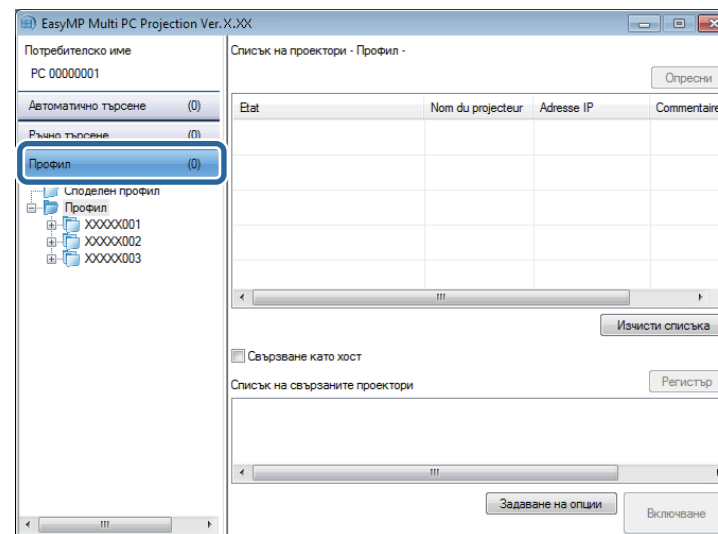 EasyMP Multi PC Projection Ver.X.XX
Потребителско име
PC 00000001
Автоматично търсене (0)
Ръчно търсене (0)
Профил (0)
Споделен профил
Профил
XXXXX001
XXXXX002
XXXXX003
Списък на проектори - Профил -
Опресни
Etat Nom du projecteur Adresse IP Commentaire
Изчисти списъка
Свързване като хост
Списък на свързаните проектори
Регистър
Задаване на опции
Включване